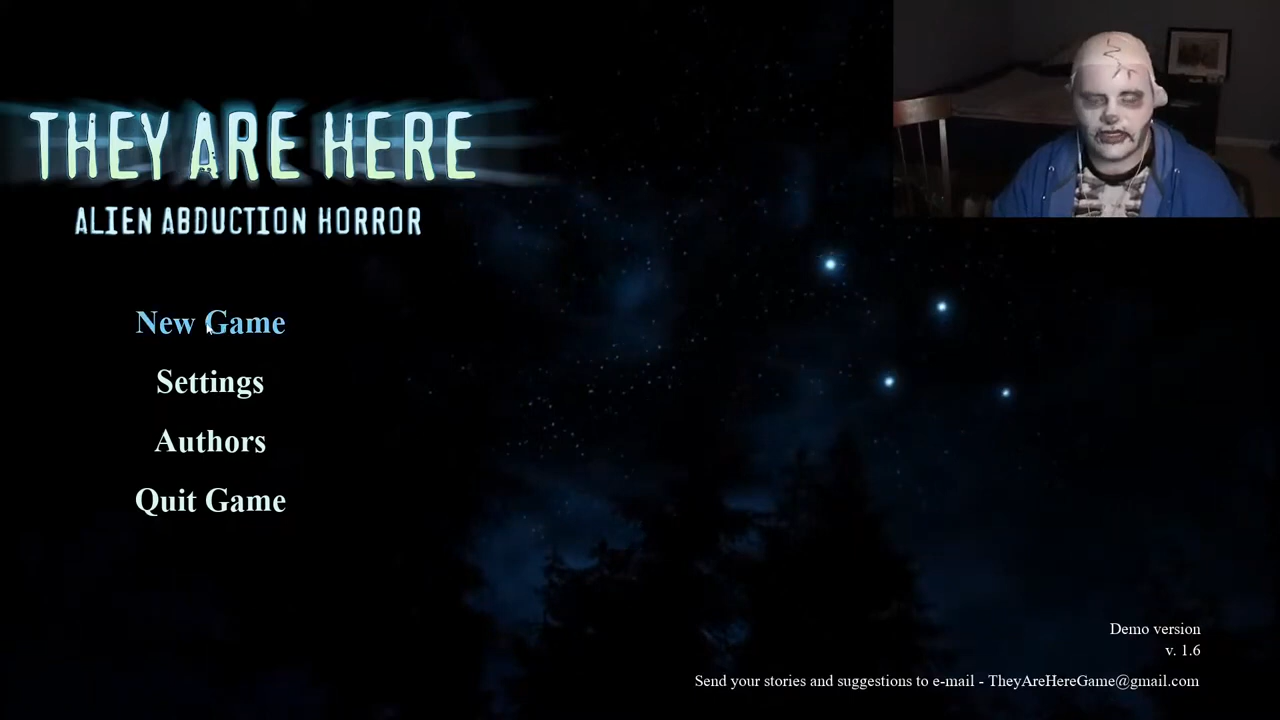 THEY ARE HERE
ALIEN ABDUCTION HORROR
New Game
Settings
Authors
Quit Game
Demo version
v. 1.6
Send your stories and suggestions to e-mail - TheyAreHereGame@gmail.com